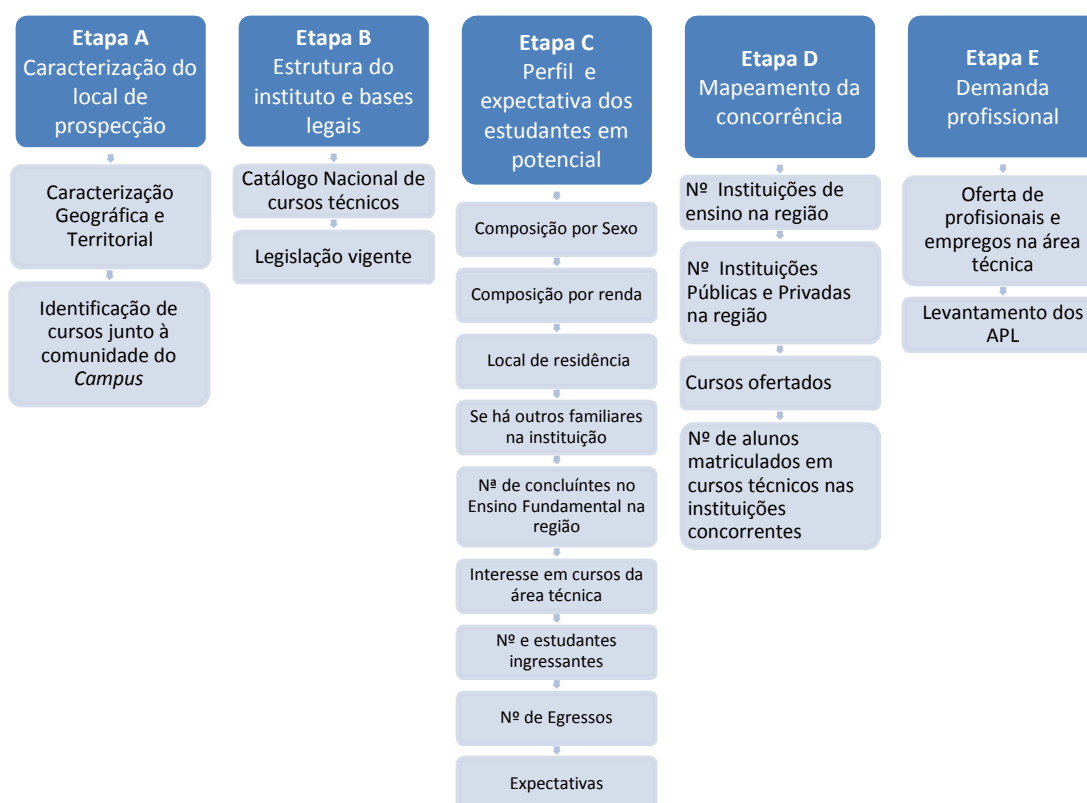 Etapa A
Caracterização do
local de
prospecção
Caracterização
Geográfica e
Territorial
Identificação de
cursos junto à
comunidade do
Campus
Etapa B
Estrutura do
instituto e bases
legais
Catálogo Nacional de
cursos técnicos
Legislação vigente
Etapa C
Perfil e
expectativa dos
estudantes em
potencial
Composição por Sexo
Composição por renda
Local de residência
Se há outros familiares
na instituição
Nª de concluíntes no
Ensino Fundamental na
região
Interesse em cursos da
área técnica
Nº e estudantes
ingressantes
Nº de Egressos
Expectativas
Etapa D
Mapeamento da
concorrência
Nº Instituições de
ensino na região
Nº Instituições
Públicas e Privadas
na região
Cursos ofertados
Nº de alunos
matriculados em
cursos técnicos nas
instituições
concorrentes
Etapa E
Demanda
profissional
Oferta de
profisionais e
empregos na área
técnica
Levantamento dos
APL